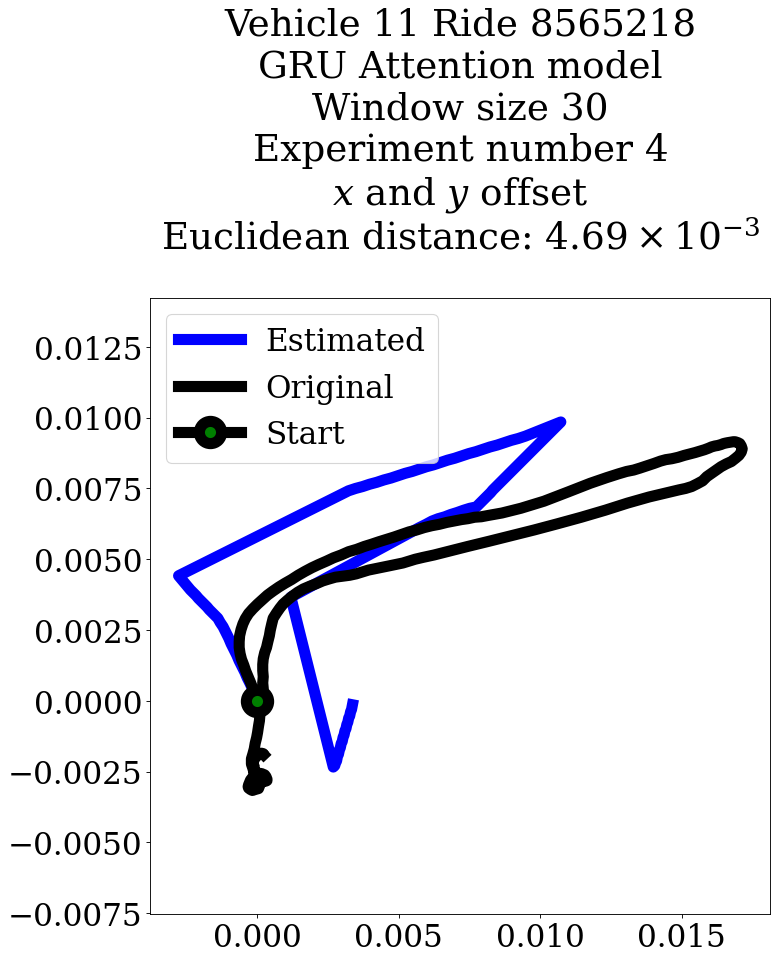 Vehicle 11 Ride 8565218
GRU Attention model
Window size 30
Experiment number 4
x and y offset
Euclidean distance: 4.69 × 10⁻³
Estimated
Original
Start
0.0125
0.0100
0.0075
0.0050
0.0025
0.0000
−0.0025
−0.0050
−0.0075
0.000 0.005 0.010 0.015